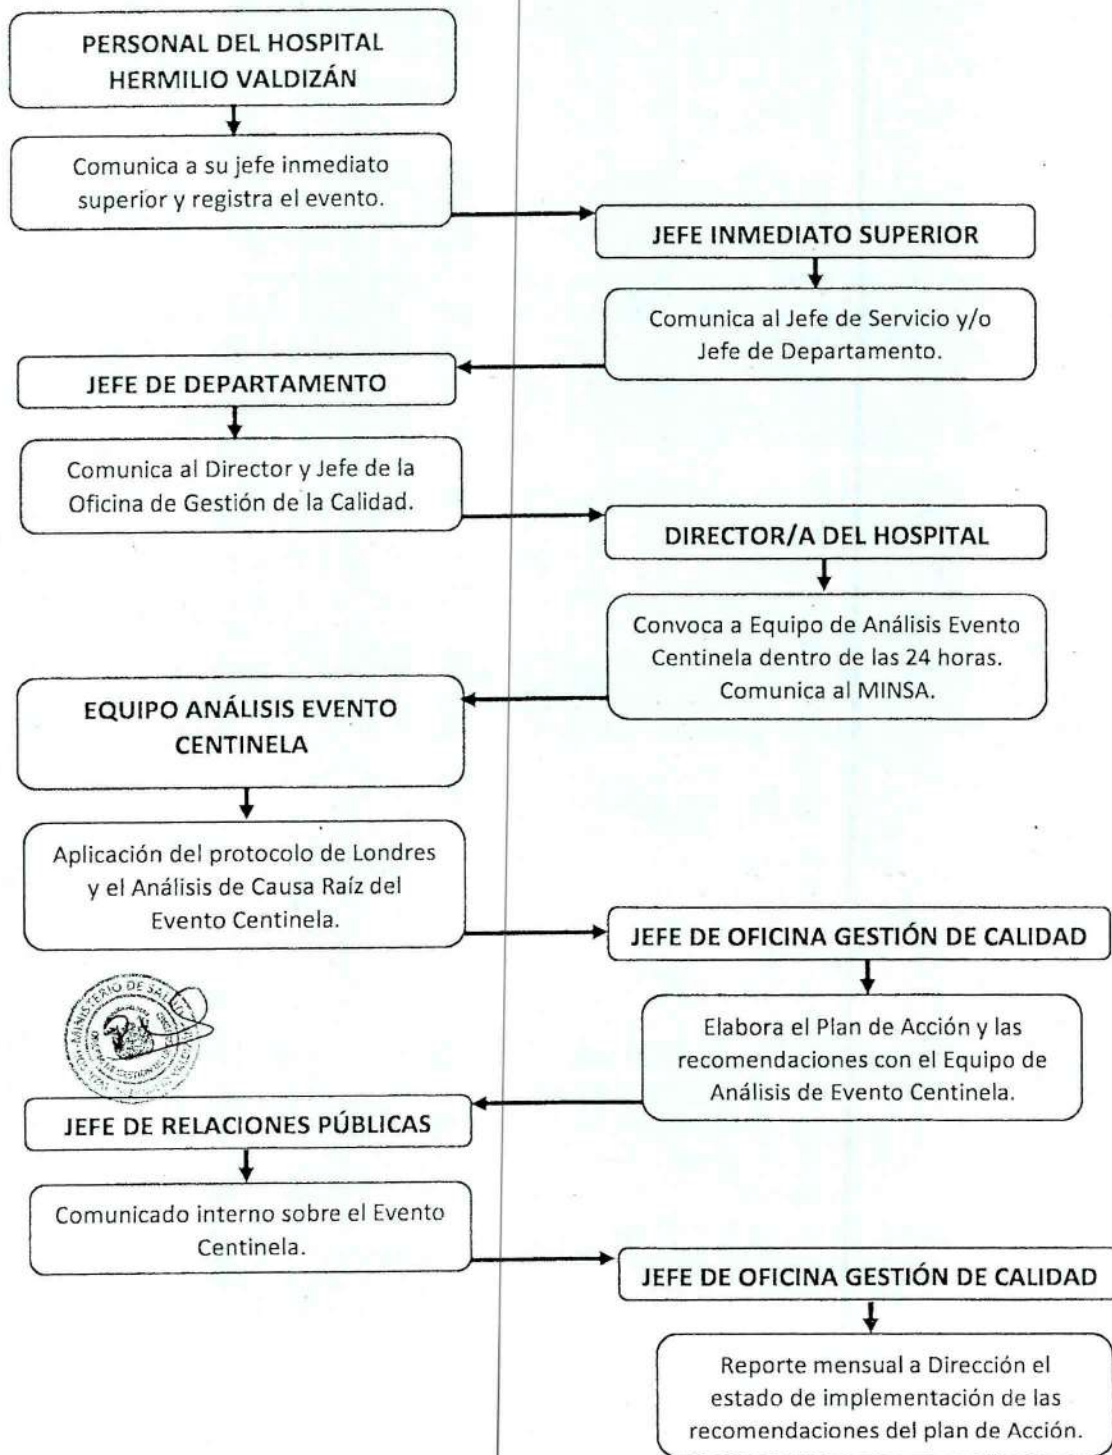 PERSONAL DEL HOSPITAL
HERMILIO VALDIZÁN
Comunica a su jefe inmediato
superior y registra el evento.
JEFE INMEDIATO SUPERIOR
Comunica al Jefe de Servicio y/o
Jefe de Departamento.
JEFE DE DEPARTAMENTO
Comunica al Director y Jefe de la
Oficina de Gestión de la Calidad.
DIRECTOR/A DEL HOSPITAL
Convoca a Equipo de Análisis Evento
Centinela dentro de las 24 horas.
Comunica al MINSA.
EQUIPO ANÁLISIS EVENTO
CENTINELA
Aplicación del protocolo de Londres
y el Análisis de Causa Raíz del
Evento Centinela.
JEFE DE OFICINA GESTIÓN DE CALIDAD
Elabora el Plan de Acción y las
recomendaciones con el Equipo de
Análisis de Evento Centinela.
MINISTERIO DE SALUD
JEFE DE RELACIONES PÚBLICAS
Comunicado interno sobre el Evento
Centinela.
JEFE DE OFICINA GESTIÓN DE CALIDAD
Reporte mensual a Dirección el
estado de implementación de las
recomendaciones del plan de Acción.